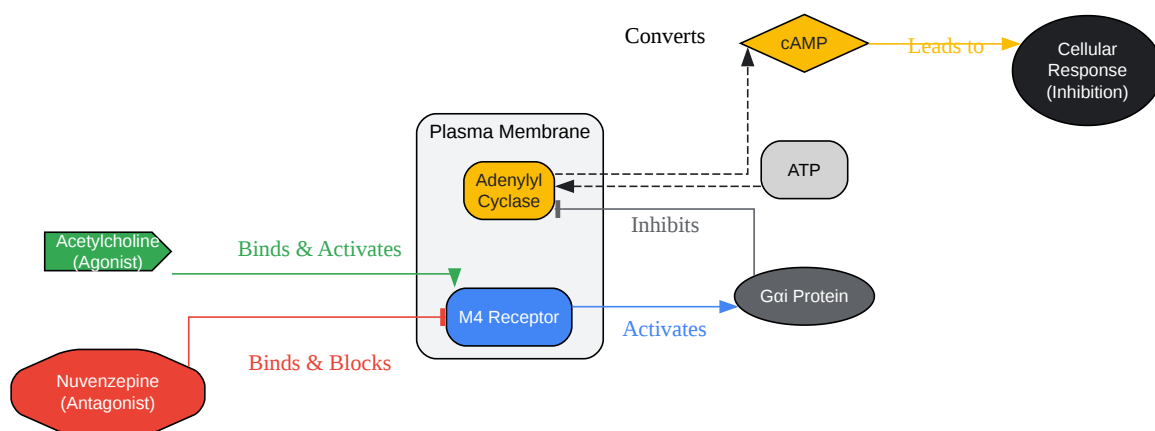 Converts
cAMP
Leads to
Cellular
Response
(Inhibition)
Plasma Membrane
Adenylyl
Cyclase
ATP
Inhibits
Acetylcholine
(Agonist)
Binds & Activates
M4 Receptor
Gαi Protein
Activates
Binds & Blocks
Nuvenzepine
(Antagonist)